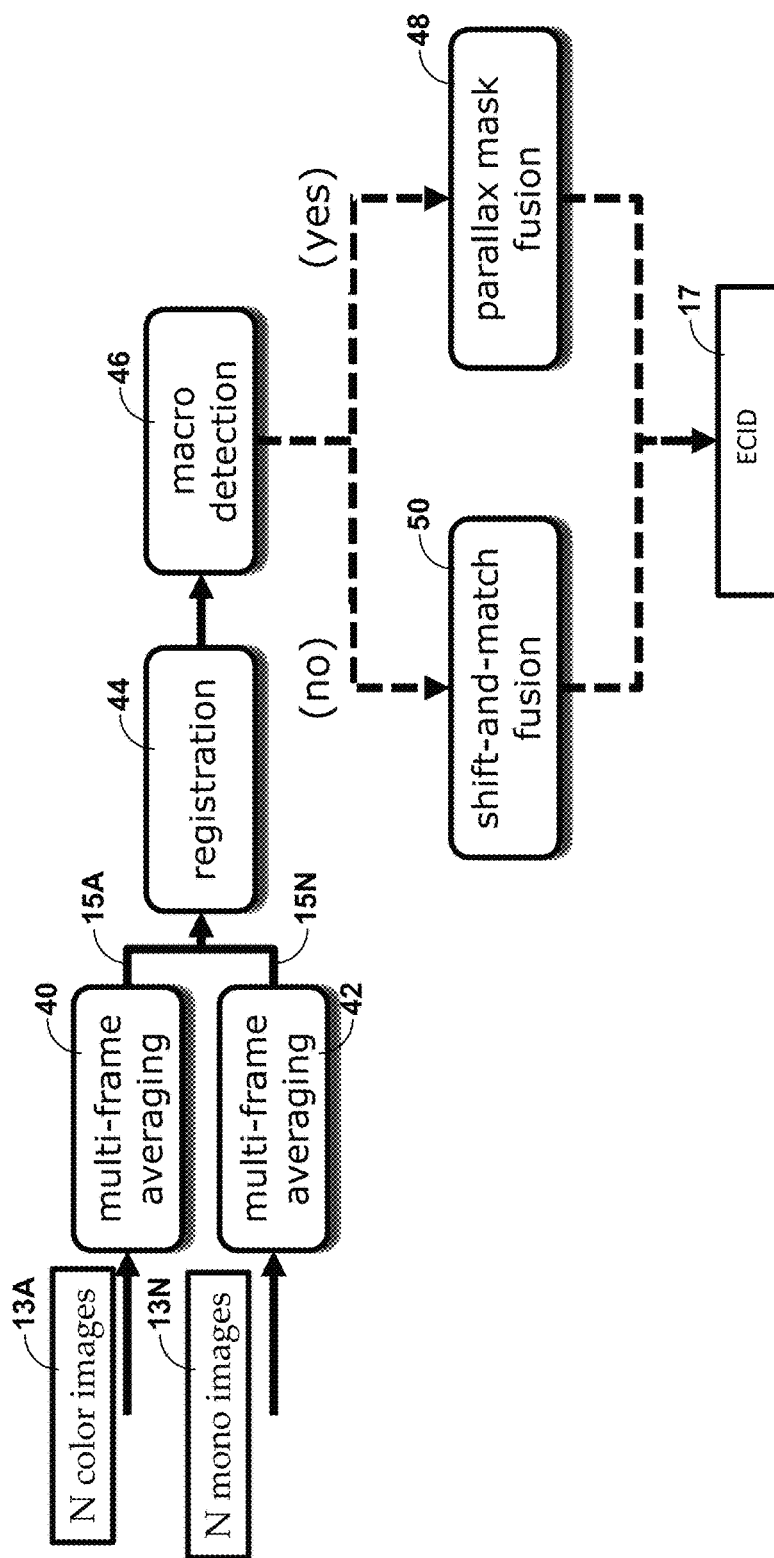 13A
N color images
13N
N mono images
40
multi-frame
averaging
42
multi-frame
averaging
15A
15N
44
registration
46
macro
detection
(no)
(yes)
50
shift-and-match
fusion
48
parallax mask
fusion
17
ECID